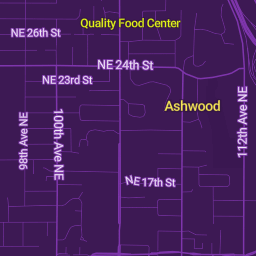 Quality Food Center
NE 26th St
NE 24th St
NE 23rd St
Ashwood
98th Ave NE
100th Ave NE
112th Ave NE
NE 17th St